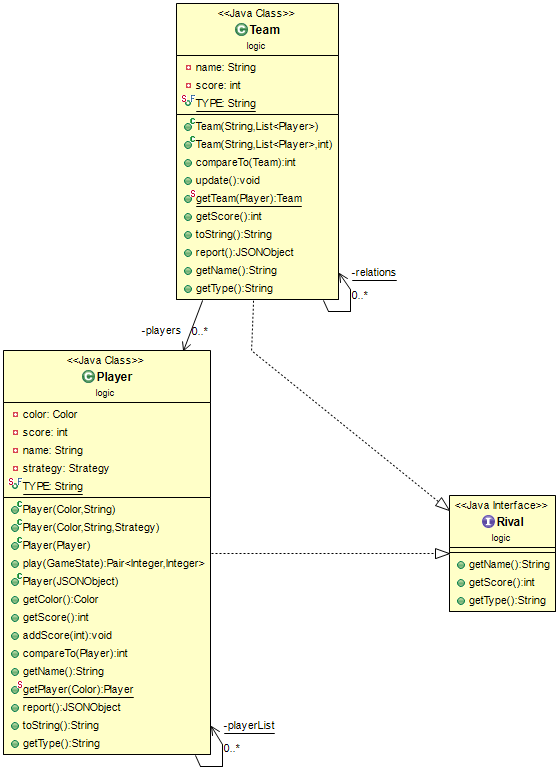 <<Java Class>>
Team
logic
name: String
score: int
S F TYPE: String
C Team(String,List<Player>)
C Team(String,List<Player>,int)
compareTo(Team):int
update():void
S getTeam(Player):Team
getScore():int
toString():String
report():JSONObject
getName():String
getType():String
-relations
0..*
-players
0..*
<<Java Class>>
Player
logic
color: Color
score: int
name: String
strategy: Strategy
S F TYPE: String
C Player(Color,String)
C Player(Color,String,Strategy)
C Player(Player)
play(GameState):Pair<Integer,Integer>
C Player(JSONObject)
getColor():Color
getScore():int
addScore(int):void
compareTo(Player):int
getName():String
S getPlayer(Color):Player
report():JSONObject
toString():String
getType():String
-playerList
0..*
<<Java Interface>>
Rival
logic
getName():String
getScore():int
getType():String